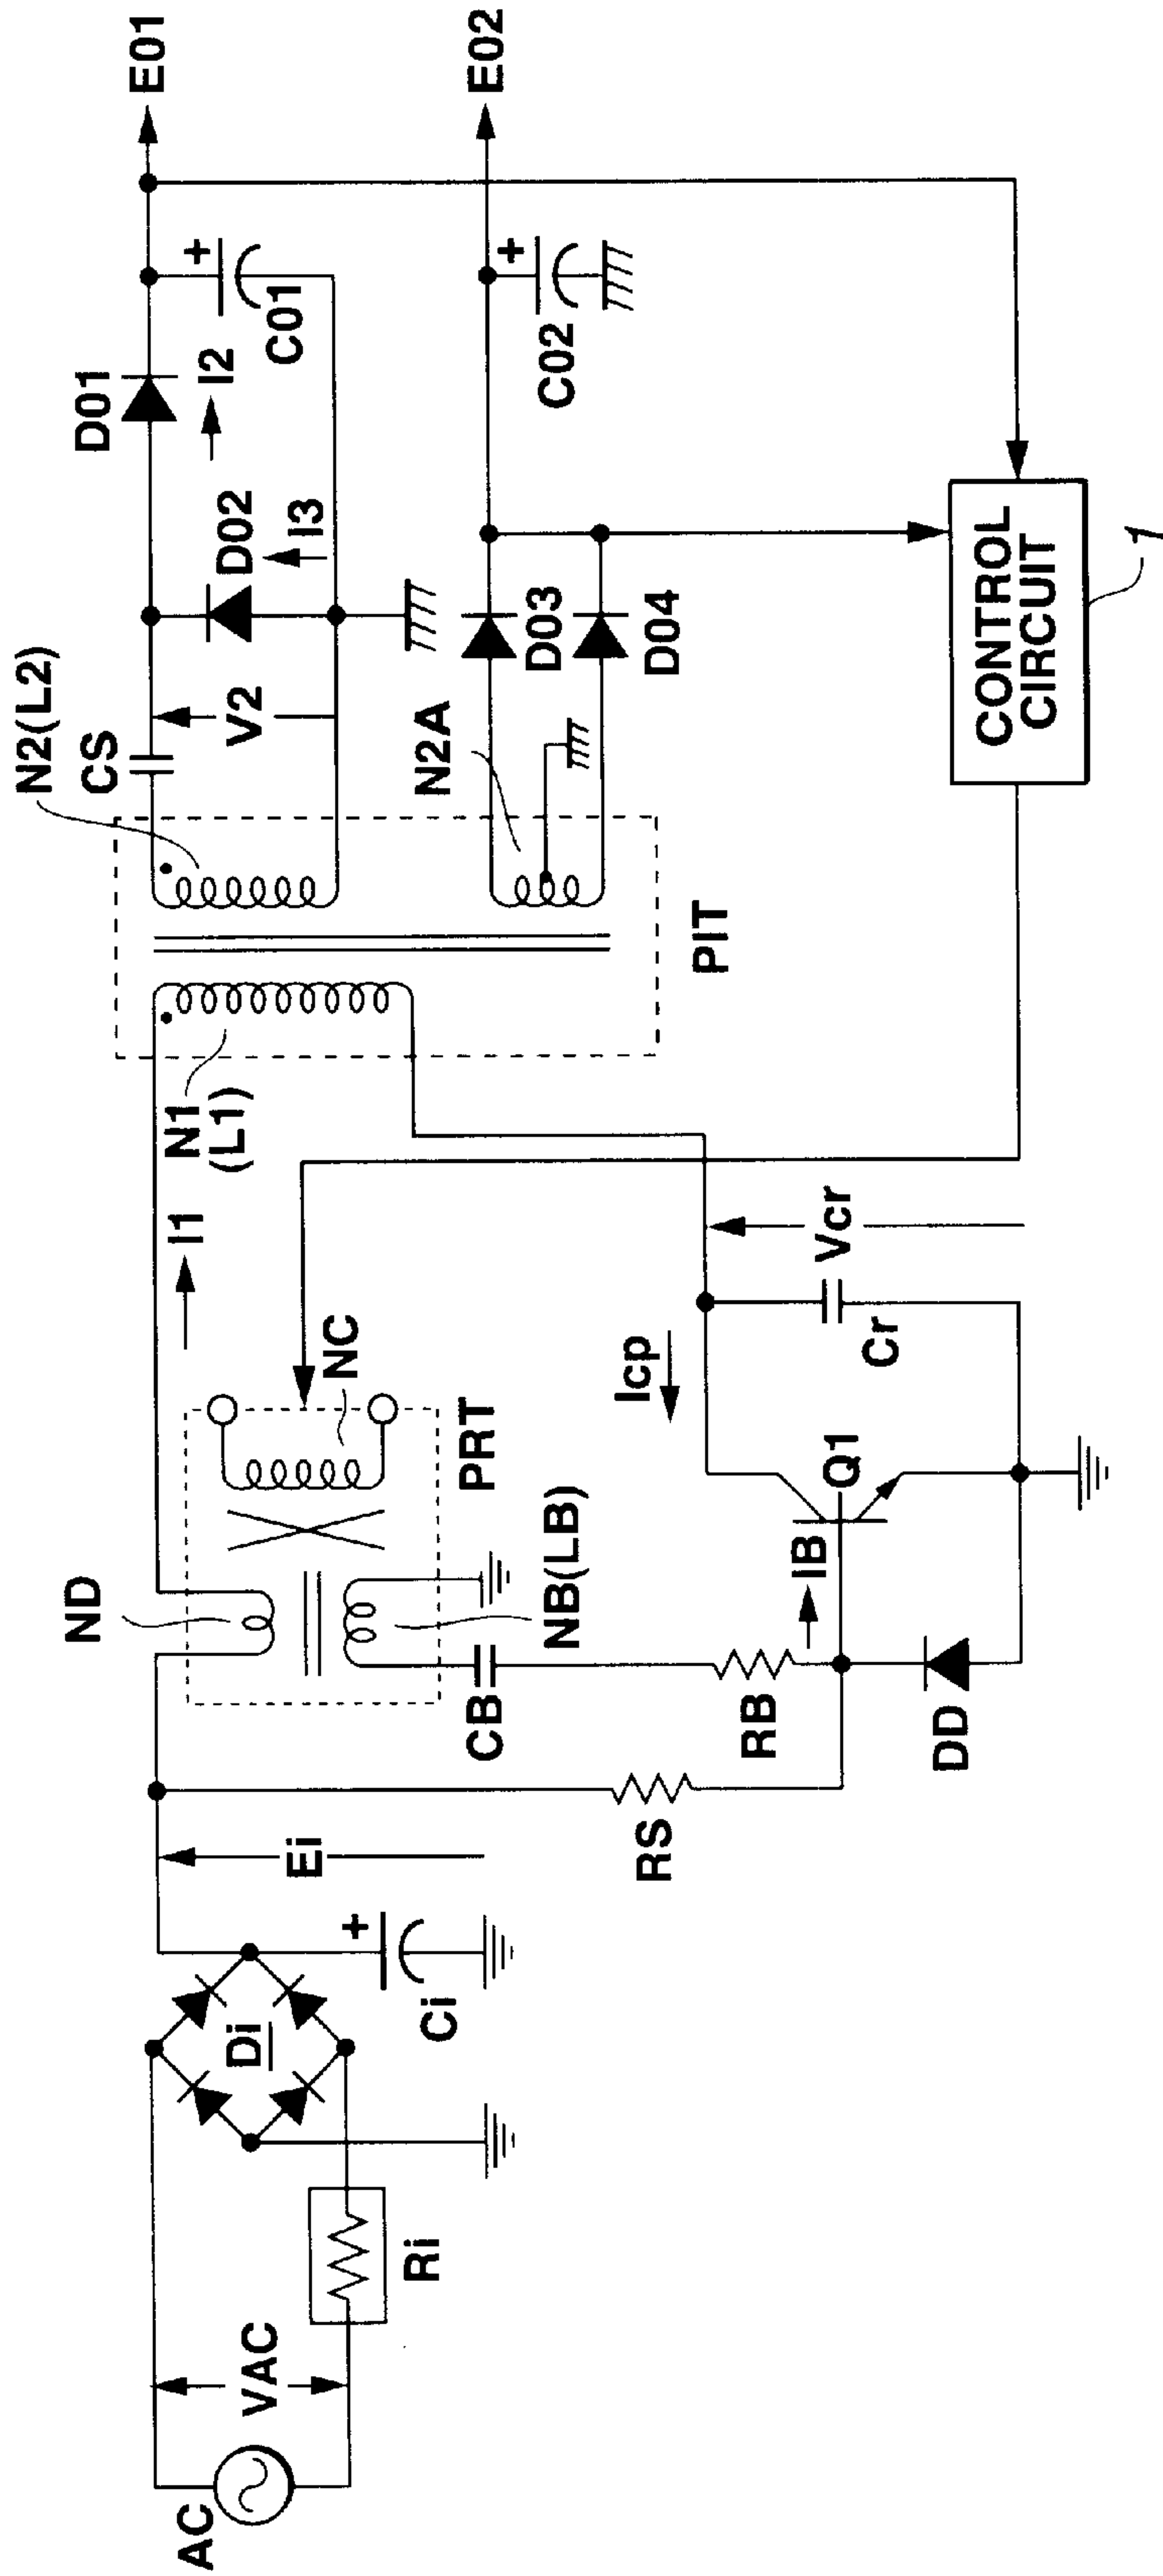 AC
VAC
Ri
Di
+
Ci
Ei
RS
ND
CB
RB
DD
NB(LB)
IB
Q1
PRT
NC
I1
Icp
Cr
Vcr
N1
(L1)
PIT
N2(L2)
CS
V2
N2A
D02
I3
D01
I2
+
C01
D03
D04
+
C02
E01
E02
CONTROL
CIRCUIT
1